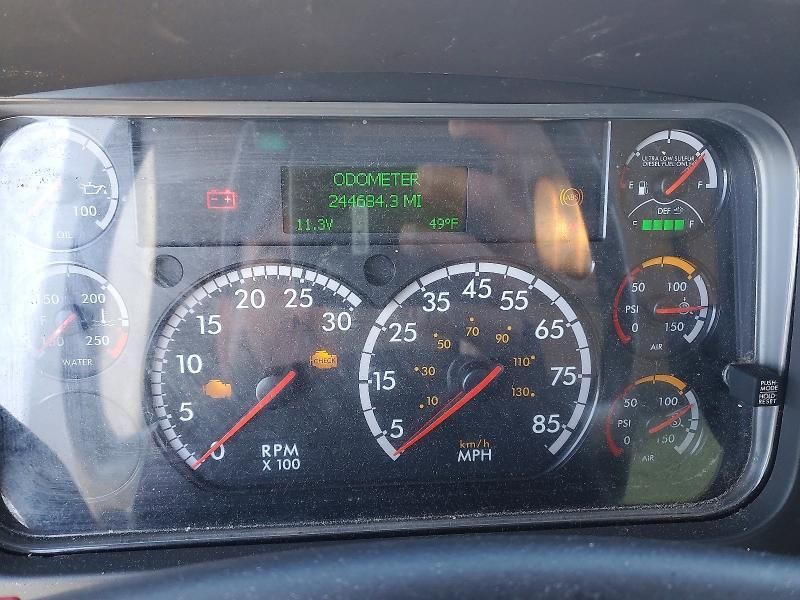 ODOMETER
244684.3 MI
11.3V 49°F
100
OIL
150 200
250
WATER
CHECK
0 5 10 15 20 25 30
RPM
X 100
5 15 25 35 45 55 65 75 85
10 30 50 70 90 110 130
km/h
MPH
ABS
ULTRA LOW SULFUR
DIESEL FUEL ONLY
E F
DEF
E F
50 100
PSI
0 150
AIR
50 100
PSI
0 150
AIR
PUSH-
MODE
HOLD-
RESET